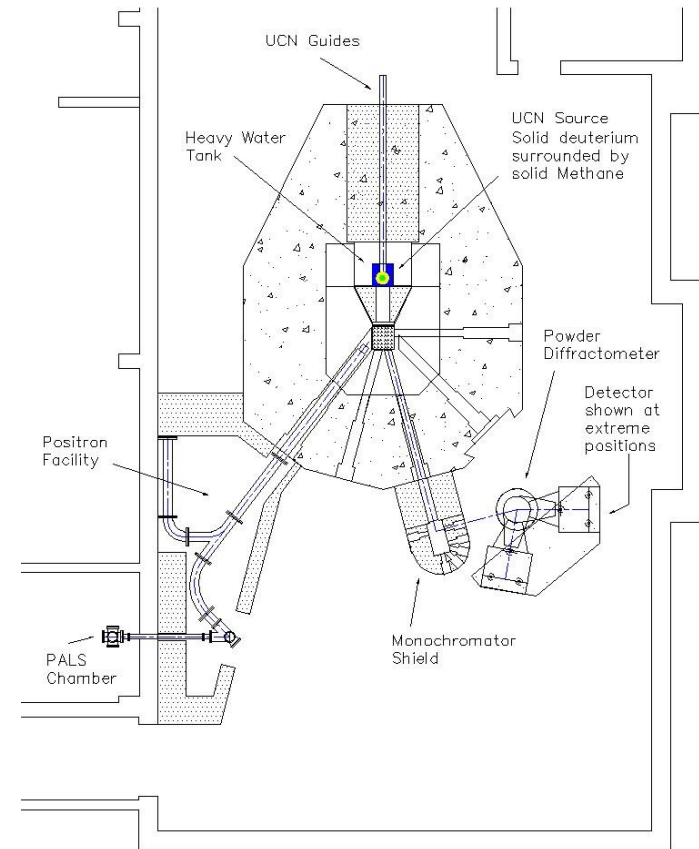 UCN Guides
Heavy Water
Tank
UCN Source
Solid deuterium
surrounded by
solid Methane
Powder
Diffractometer
Detector
shown at
extreme
positions
Positron
Facility
Monochromator
Shield
PALS
Chamber